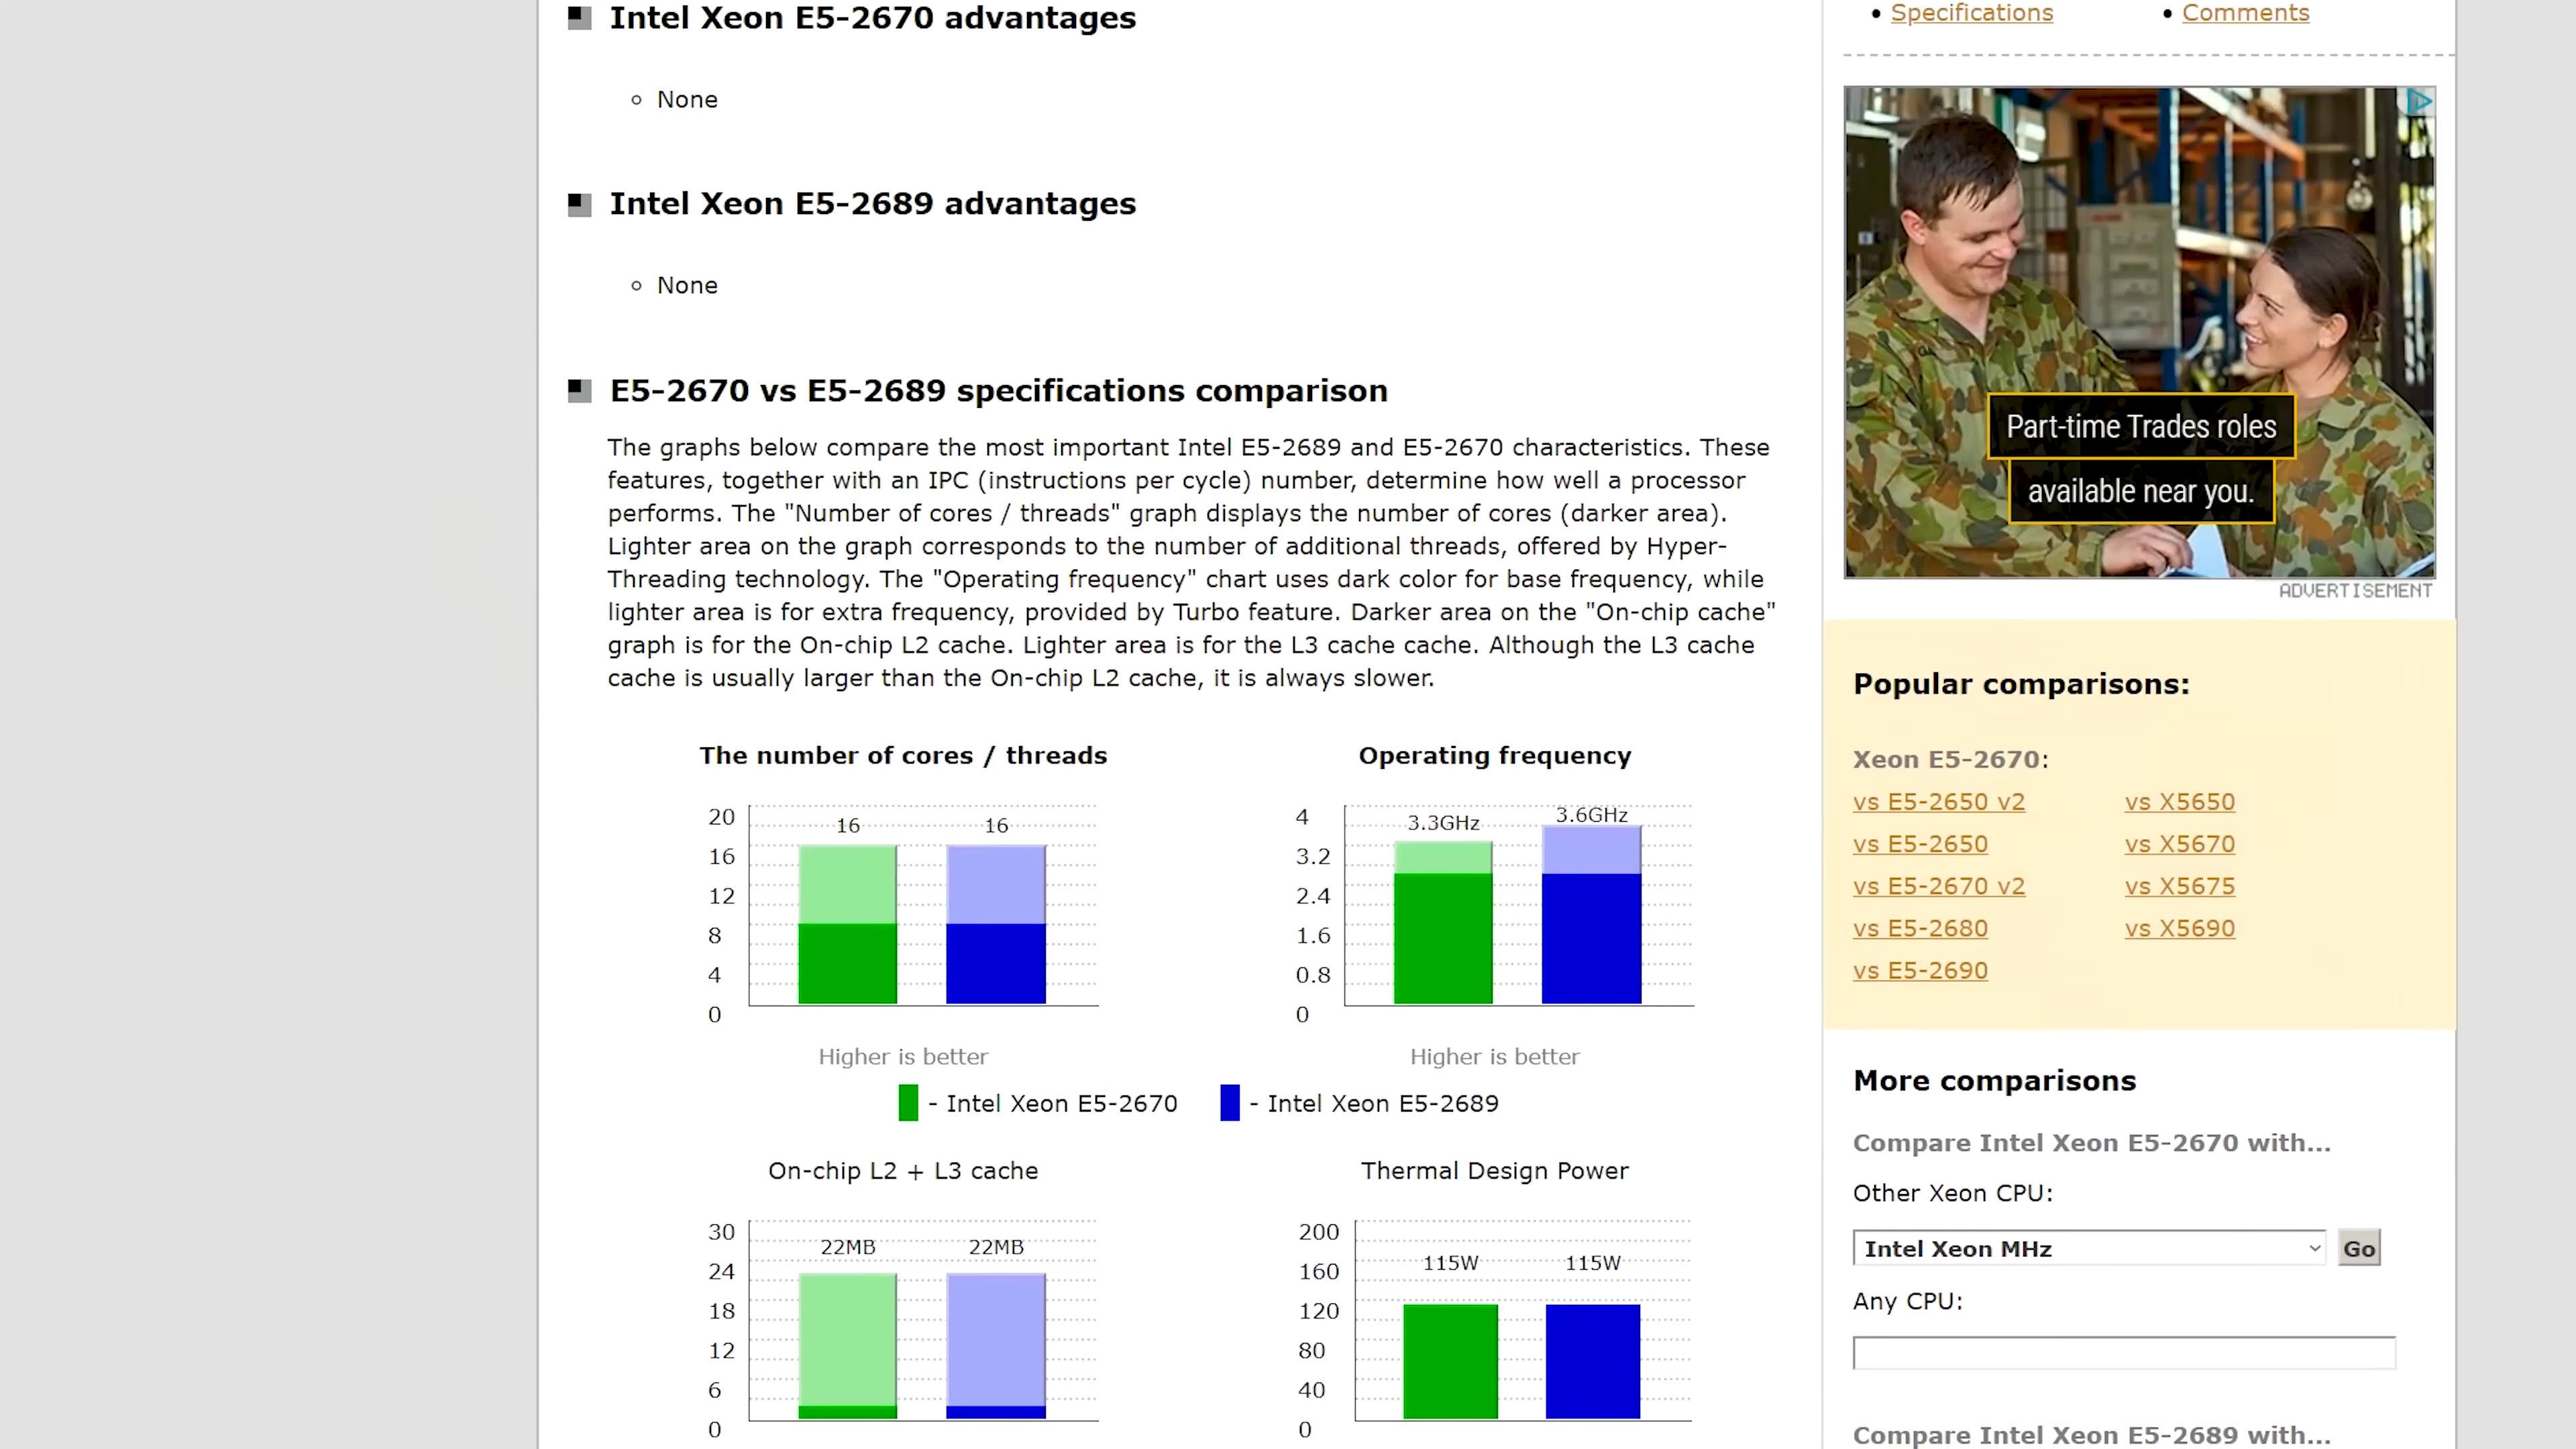 Intel Xeon E5-2670 advantages
None
Intel Xeon E5-2689 advantages
None
E5-2670 vs E5-2689 specifications comparison
The graphs below compare the most important Intel E5-2689 and E5-2670 characteristics. These
features, together with an IPC (instructions per cycle) number, determine how well a processor
performs. The "Number of cores / threads" graph displays the number of cores (darker area).
Lighter area on the graph corresponds to the number of additional threads, offered by Hyper-
Threading technology. The "Operating frequency" chart uses dark color for base frequency, while
lighter area is for extra frequency, provided by Turbo feature. Darker area on the "On-chip cache"
graph is for the On-chip L2 cache. Lighter area is for the L3 cache cache. Although the L3 cache
cache is usually larger than the On-chip L2 cache, it is always slower.
The number of cores / threads
20
16
12
8
4
0
16 16
Higher is better
Operating frequency
4
3.2
2.4
1.6
0.8
0
3.3GHz 3.6GHz
Higher is better
- Intel Xeon E5-2670 - Intel Xeon E5-2689
On-chip L2 + L3 cache
30
24
18
12
6
0
22MB 22MB
Thermal Design Power
200
160
120
80
40
0
115W 115W
Specifications Comments
Part-time Trades roles
available near you.
ADVERTISEMENT
Popular comparisons:
Xeon E5-2670:
vs E5-2650 v2 vs X5650
vs E5-2650 vs X5670
vs E5-2670 v2 vs X5675
vs E5-2680 vs X5690
vs E5-2690
More comparisons
Compare Intel Xeon E5-2670 with...
Other Xeon CPU:
Intel Xeon MHz Go
Any CPU:
Compare Intel Xeon E5-2689 with...